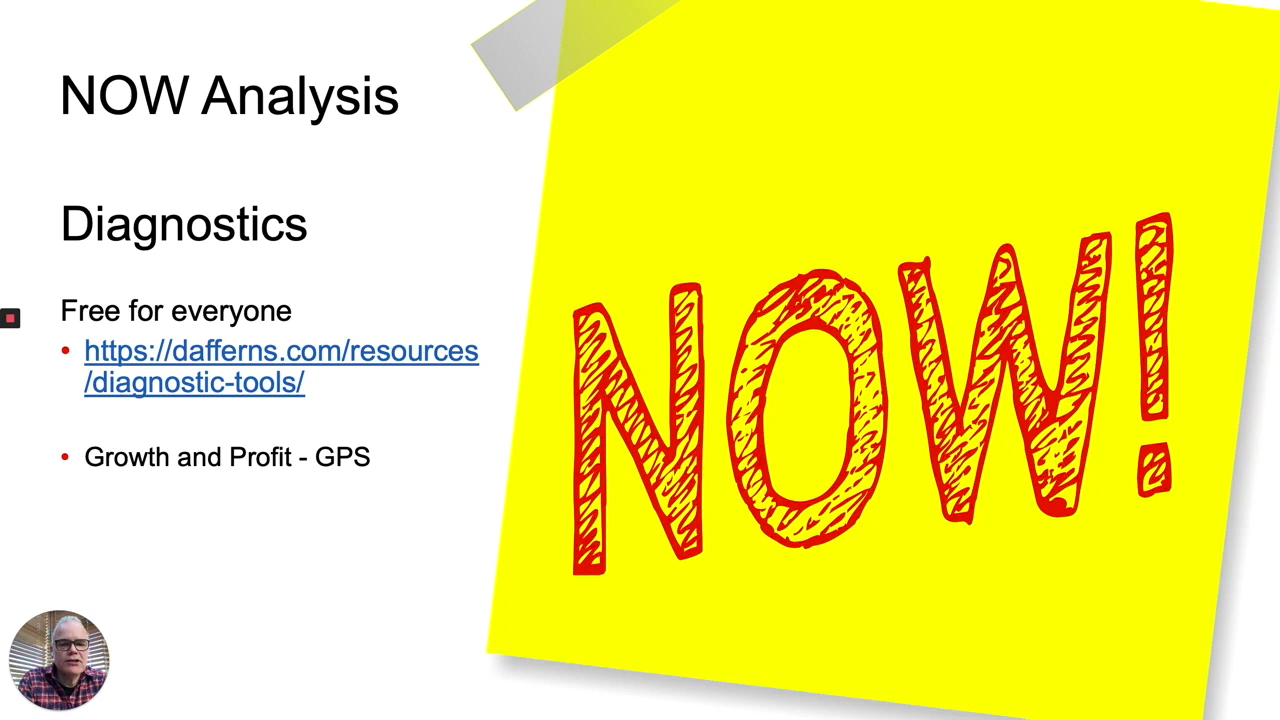 NOW Analysis
Diagnostics
Free for everyone
• https://dafferns.com/resources
/diagnostic-tools/
• Growth and Profit - GPS
NOW!